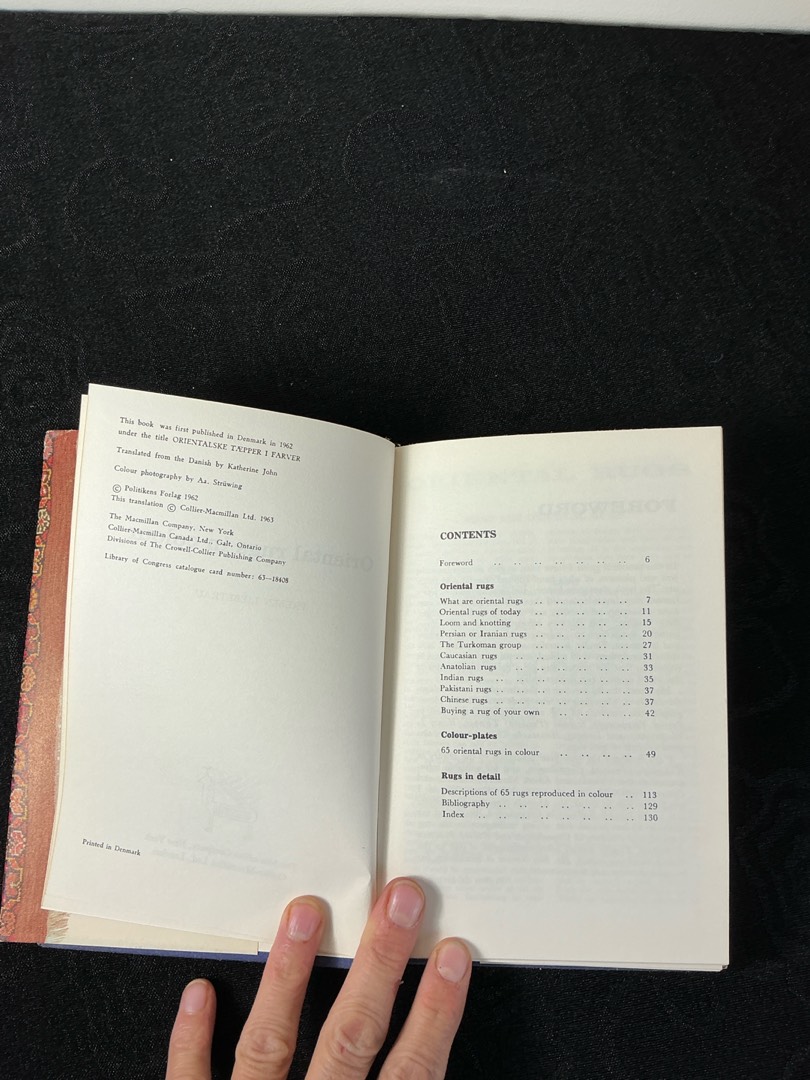 This book was first published in Denmark in 1962
under the title ORIENTALSKE TÆPPER I FARVER
Translated from the Danish by Katherine John
Colour photography by Aa. Strüwing
© Politikens Forlag 1962
This translation © Collier-Macmillan Ltd. 1963
The Macmillan Company, New York
Collier-Macmillan Canada Ltd., Galt, Ontario
Divisions of The Crowell-Collier Publishing Company
Library of Congress catalogue card number: 63—18408
Printed in Denmark
CONTENTS
Foreword .. .. .. .. .. .. .. 6
Oriental rugs
What are oriental rugs .. .. .. .. .. 7
Oriental rugs of today .. .. .. .. .. 11
Loom and knotting .. .. .. .. .. 15
Persian or Iranian rugs .. .. .. .. .. 20
The Turkoman group .. .. .. .. .. 27
Caucasian rugs .. .. .. .. .. .. 31
Anatolian rugs .. .. .. .. .. .. 33
Indian rugs .. .. .. .. .. .. .. 35
Pakistani rugs .. .. .. .. .. .. .. 37
Chinese rugs .. .. .. .. .. .. .. 37
Buying a rug of your own .. .. .. .. 42
Colour-plates
65 oriental rugs in colour .. .. .. .. 49
Rugs in detail
Descriptions of 65 rugs reproduced in colour .. 113
Bibliography .. .. .. .. .. .. .. 129
Index .. .. .. .. .. .. .. .. 130